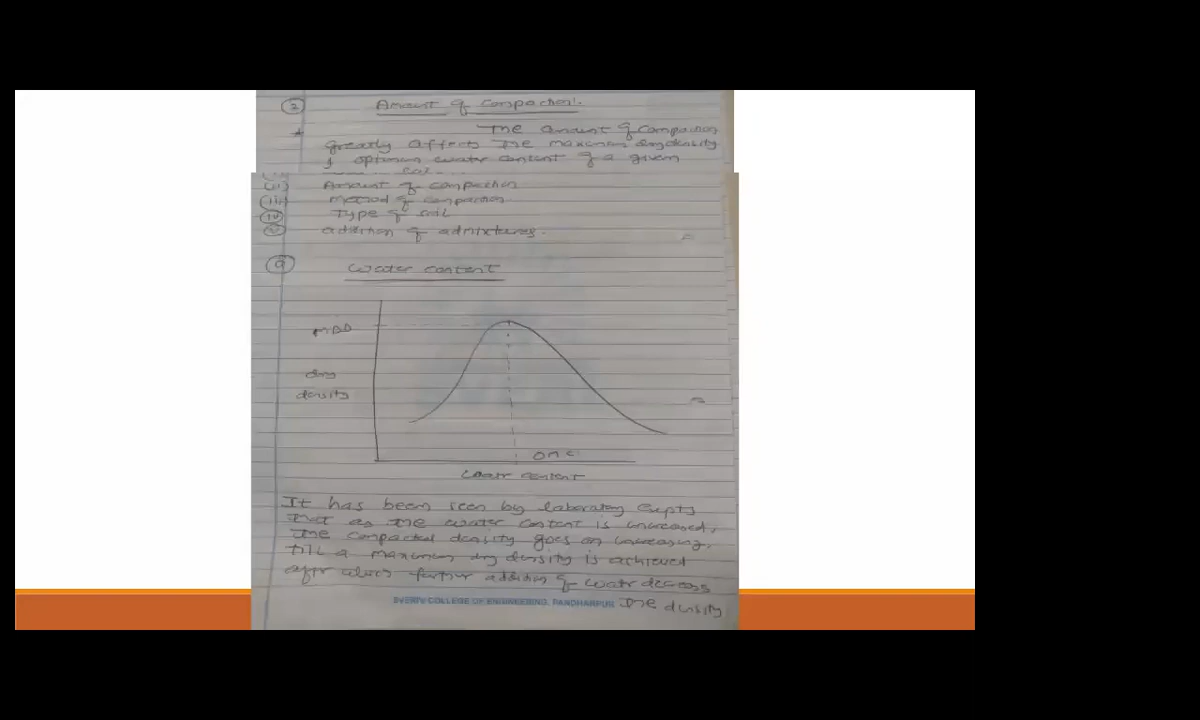 2 Amount of Compaction!.
* The amount of compaction
greatly affects the maximum dry density
& optimum water content of a given
soil
(ii) Amount of compaction
(iii) method of compaction.
(iv) Type of soil
(v) addition of admixtures.
9 Water content
MDD
dry
density
OMC
Water content
It has been seen by laboratory Expts
that as the water content is increased,
The compacted density goes on increasing,
till a maximum dry density is achieved
after which further addition of water decreases
SVERI'S COLLEGE OF ENGINEERING, PANDHARPUR The density